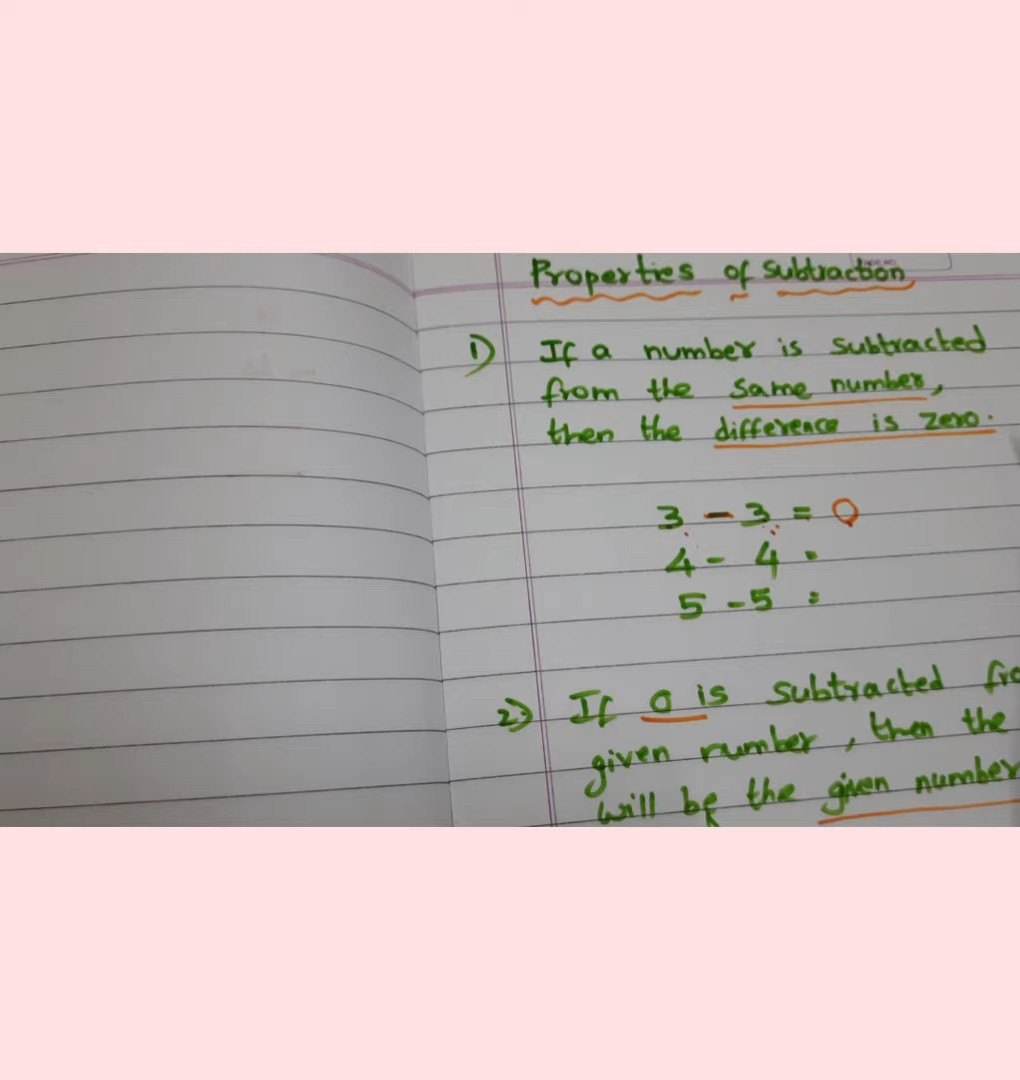 Properties of subtraction
1) If a number is subtracted
from the same number,
then the difference is zero.
3 - 3 = 0
4 - 4 =
5 - 5 =
2) If 0 is subtracted
given number, then the
will be the given number